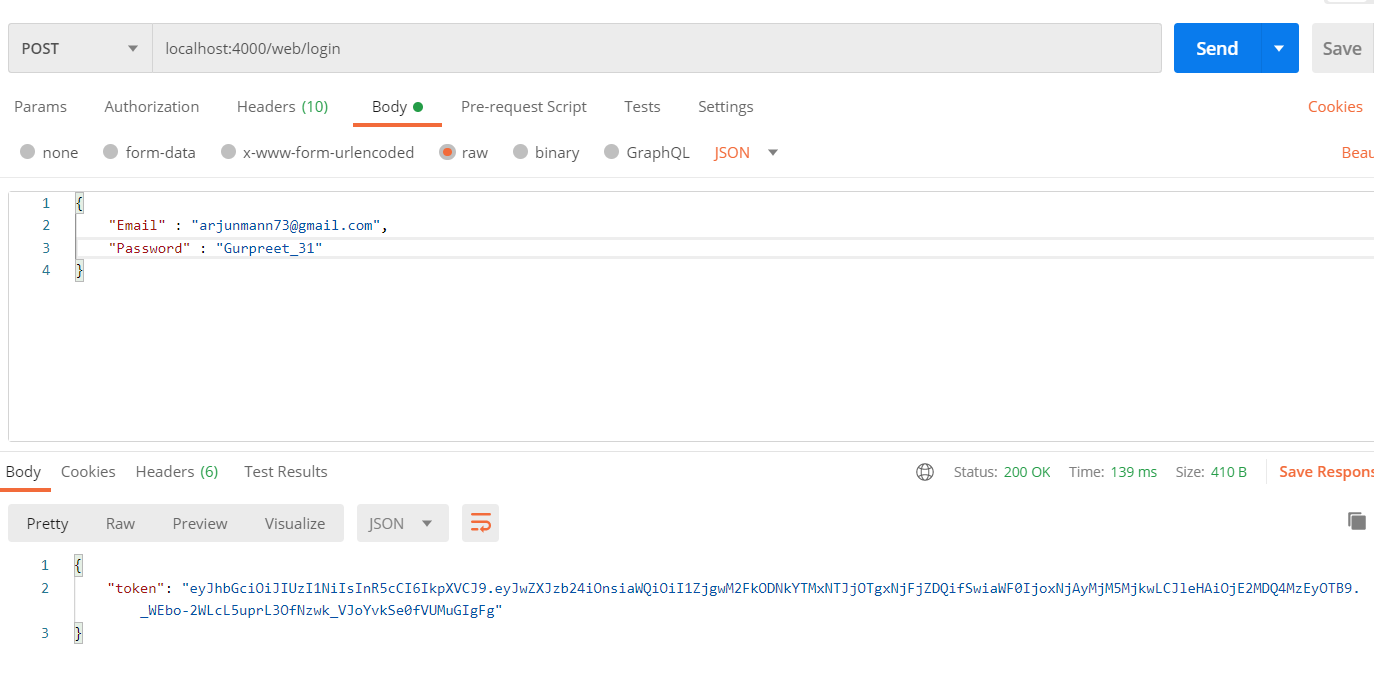 POST localhost:4000/web/login Send Save
Params Authorization Headers (10) Body Pre-request Script Tests Settings Cookies
none form-data x-www-form-urlencoded raw binary GraphQL JSON Beau
1 {
2 "Email" : "arjunmann73@gmail.com",
3 "Password" : "Gurpreet_31"
4 }
Body Cookies Headers (6) Test Results Status: 200 OK Time: 139 ms Size: 410 B Save Respons
Pretty Raw Preview Visualize JSON
1 {
2 "token": "eyJhbGciOiJIUzI1NiIsInR5cCI6IkpXVCJ9.eyJwZXJzb24iOnsiaWQiOiI1ZjgwM2FkODNkYTMxNTJjOTgxNjFjZDQifSwiaWF0IjoxNjAyMjM5MjkwLCJleHAiOjE2MDQ4MzEyOTB9.
_WEbo-2WLcL5uprL3OfNzwk_VJoYvkSe0fVUMuGIgFg"
3 }